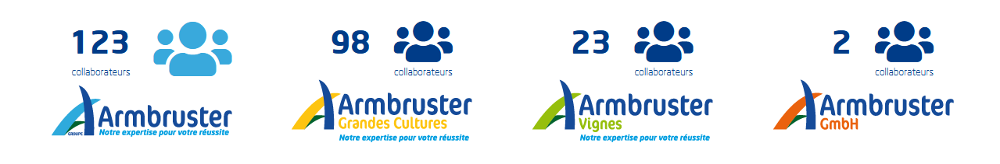 123
collaborateurs
GROUPE
Armbruster
Notre expertise pour votre réussite
98
collaborateurs
Armbruster
Grandes Cultures
Notre expertise pour votre réussite
23
collaborateurs
Armbruster
Vignes
Notre expertise pour votre réussite
2
collaborateurs
Armbruster
GmbH